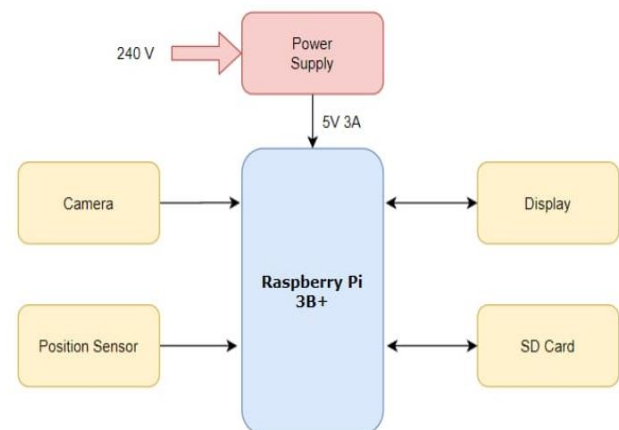 240 V
Power
Supply
5V 3A
Camera
Display
Raspberry Pi
3B+
Position Sensor
SD Card